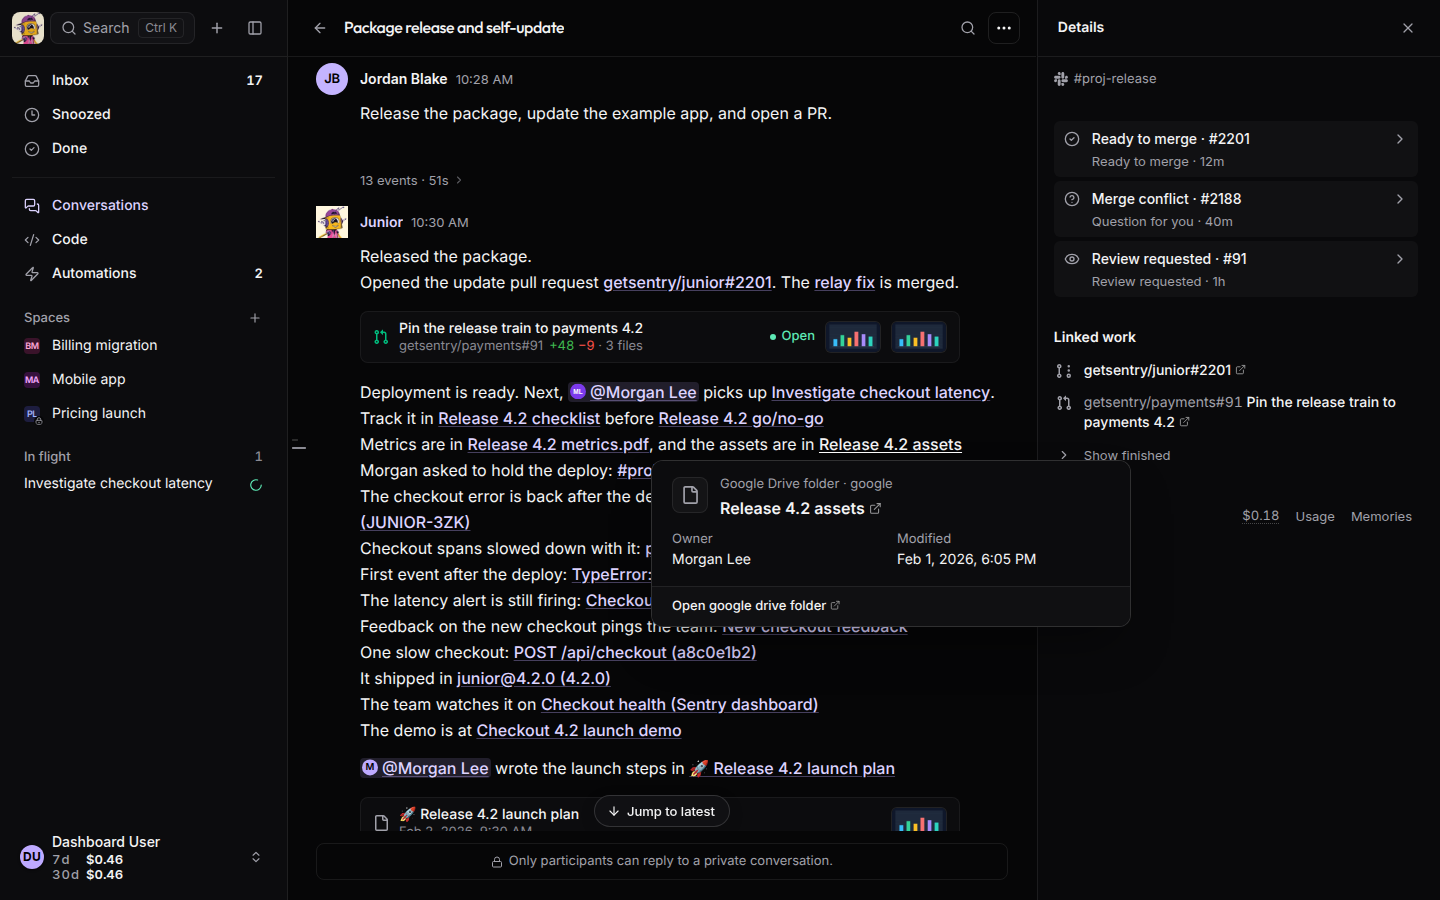 Search Ctrl K
Inbox 17
Snoozed
Done
Conversations
Code
Automations 2
Spaces
BM Billing migration
MA Mobile app
PL Pricing launch
In flight 1
Investigate checkout latency
DU Dashboard User
7d $0.46
30d $0.46
Package release and self-update
JB Jordan Blake 10:28 AM
Release the package, update the example app, and open a PR.
13 events · 51s
Junior 10:30 AM
Released the package.
Opened the update pull request getsentry/junior#2201. The relay fix is merged.
Pin the release train to payments 4.2
getsentry/payments#91 +48 −9 · 3 files
Open
Deployment is ready. Next, ML @Morgan Lee picks up Investigate checkout latency.
Track it in Release 4.2 checklist before Release 4.2 go/no-go
Metrics are in Release 4.2 metrics.pdf, and the assets are in Release 4.2 assets
Morgan asked to hold the deploy: #pro
The checkout error is back after the de
(JUNIOR-3ZK)
Checkout spans slowed down with it: p
First event after the deploy: TypeError:
The latency alert is still firing: Checkou
Feedback on the new checkout pings the team: New checkout feedback
One slow checkout: POST /api/checkout (a8c0e1b2)
It shipped in junior@4.2.0 (4.2.0)
The team watches it on Checkout health (Sentry dashboard)
The demo is at Checkout 4.2 launch demo
M @Morgan Lee wrote the launch steps in 🚀 Release 4.2 launch plan
🚀 Release 4.2 launch plan
Feb 2, 2026, 9:30 AM
Jump to latest
Only participants can reply to a private conversation.
Google Drive folder · google
Release 4.2 assets
Owner Modified
Morgan Lee Feb 1, 2026, 6:05 PM
Open google drive folder
Details
#proj-release
Ready to merge · #2201
Ready to merge · 12m
Merge conflict · #2188
Question for you · 40m
Review requested · #91
Review requested · 1h
Linked work
getsentry/junior#2201
getsentry/payments#91 Pin the release train to
payments 4.2
Show finished
$0.18 Usage Memories